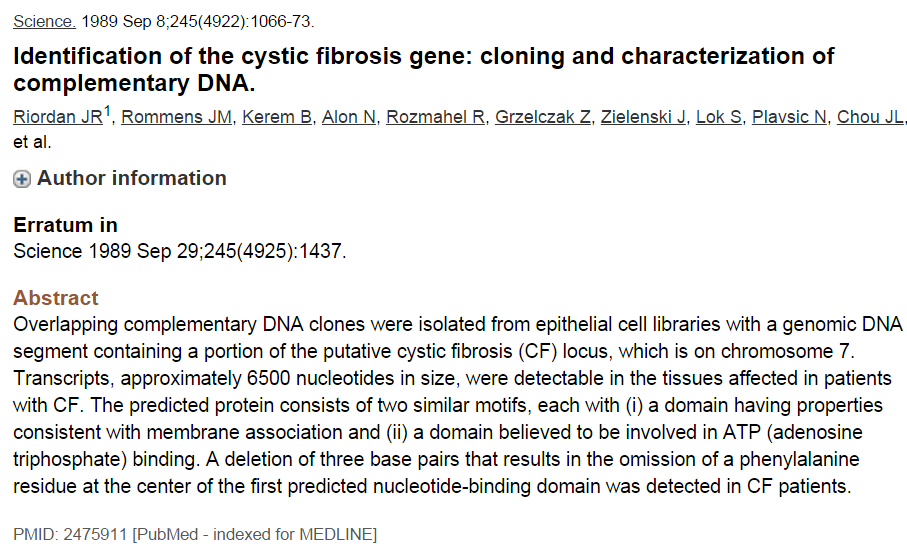 Science. 1989 Sep 8;245(4922):1066-73.
Identification of the cystic fibrosis gene: cloning and characterization of
complementary DNA.
Riordan JR1, Rommens JM, Kerem B, Alon N, Rozmahel R, Grzelczak Z, Zielenski J, Lok S, Plavsic N, Chou JL,
et al.
Author information
Erratum in
Science 1989 Sep 29;245(4925):1437.
Abstract
Overlapping complementary DNA clones were isolated from epithelial cell libraries with a genomic DNA
segment containing a portion of the putative cystic fibrosis (CF) locus, which is on chromosome 7.
Transcripts, approximately 6500 nucleotides in size, were detectable in the tissues affected in patients
with CF. The predicted protein consists of two similar motifs, each with (i) a domain having properties
consistent with membrane association and (ii) a domain believed to be involved in ATP (adenosine
triphosphate) binding. A deletion of three base pairs that results in the omission of a phenylalanine
residue at the center of the first predicted nucleotide-binding domain was detected in CF patients.
PMID: 2475911 [PubMed - indexed for MEDLINE]